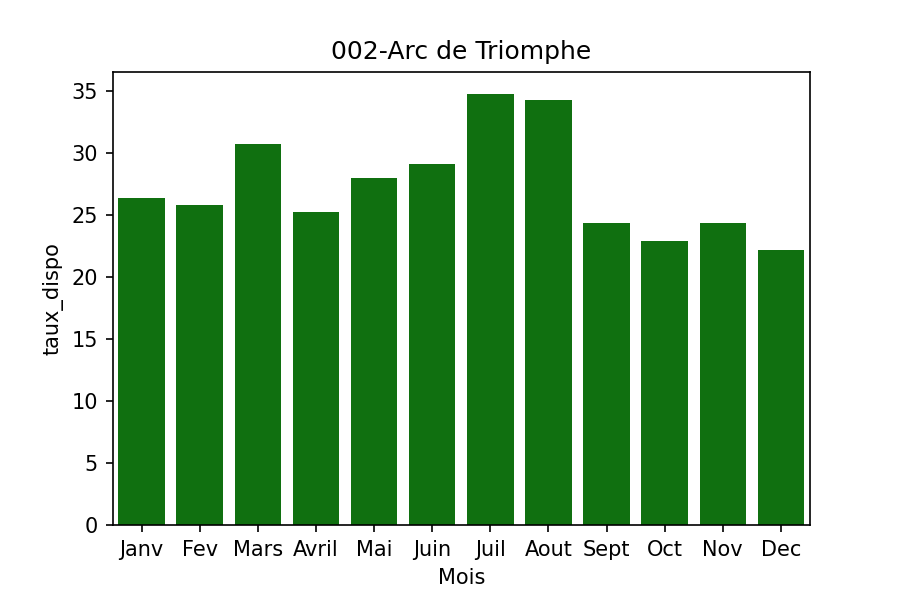 002-Arc de Triomphe
taux_dispo
35
30
25
20
15
10
5
0
Janv Fev Mars Avril Mai Juin Juil Aout Sept Oct Nov Dec
Mois